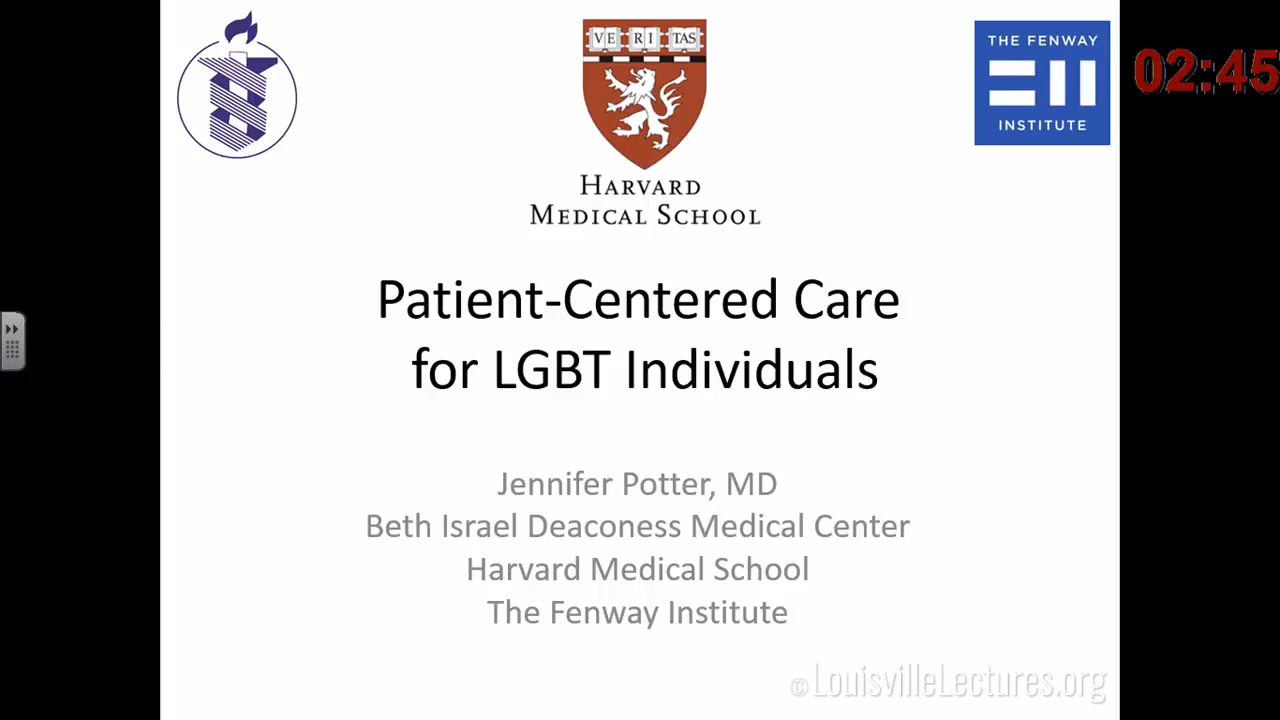 VE RI TAS
THE FENWAY
INSTITUTE
02:45
HARVARD
MEDICAL SCHOOL
Patient-Centered Care
for LGBT Individuals
Jennifer Potter, MD
Beth Israel Deaconess Medical Center
Harvard Medical School
The Fenway Institute
©LouisvilleLectures.org